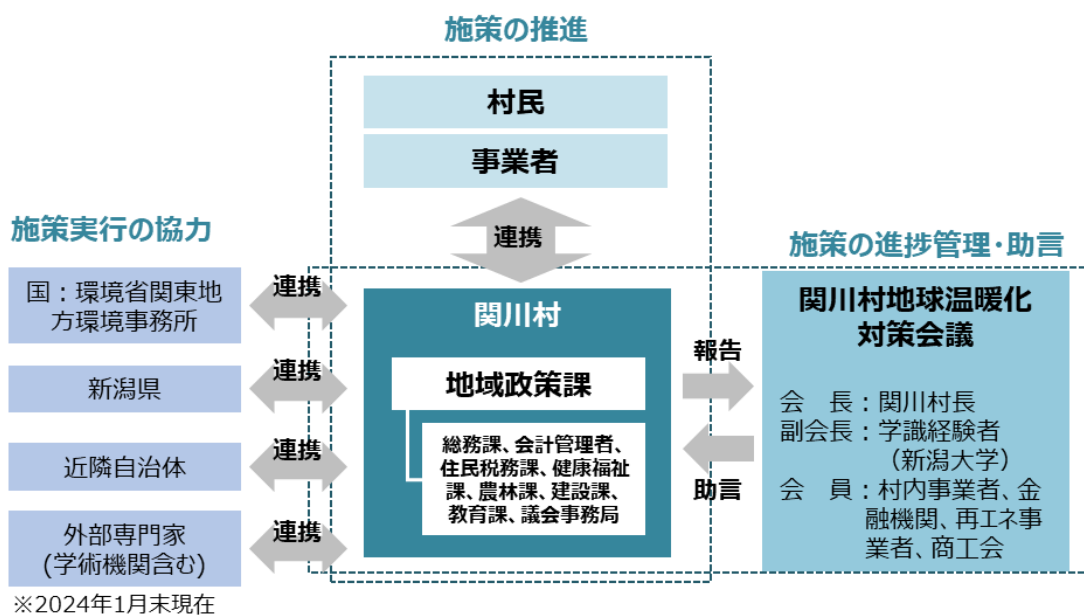 施策の推進
村民
事業者
連携
施策実行の協力
国：環境省関東地
方環境事務所
連携
新潟県
連携
近隣自治体
連携
外部専門家
(学術機関含む)
連携
※2024年1月末現在
関川村
地域政策課
総務課、会計管理者、
住民税務課、健康福祉
課、農林課、建設課、
教育課、議会事務局
報告
助言
施策の進捗管理・助言
関川村地球温暖化
対策会議
会　長：関川村長
副会長：学識経験者
（新潟大学）
会　員：村内事業者、金
融機関、再エネ事
業者、商工会